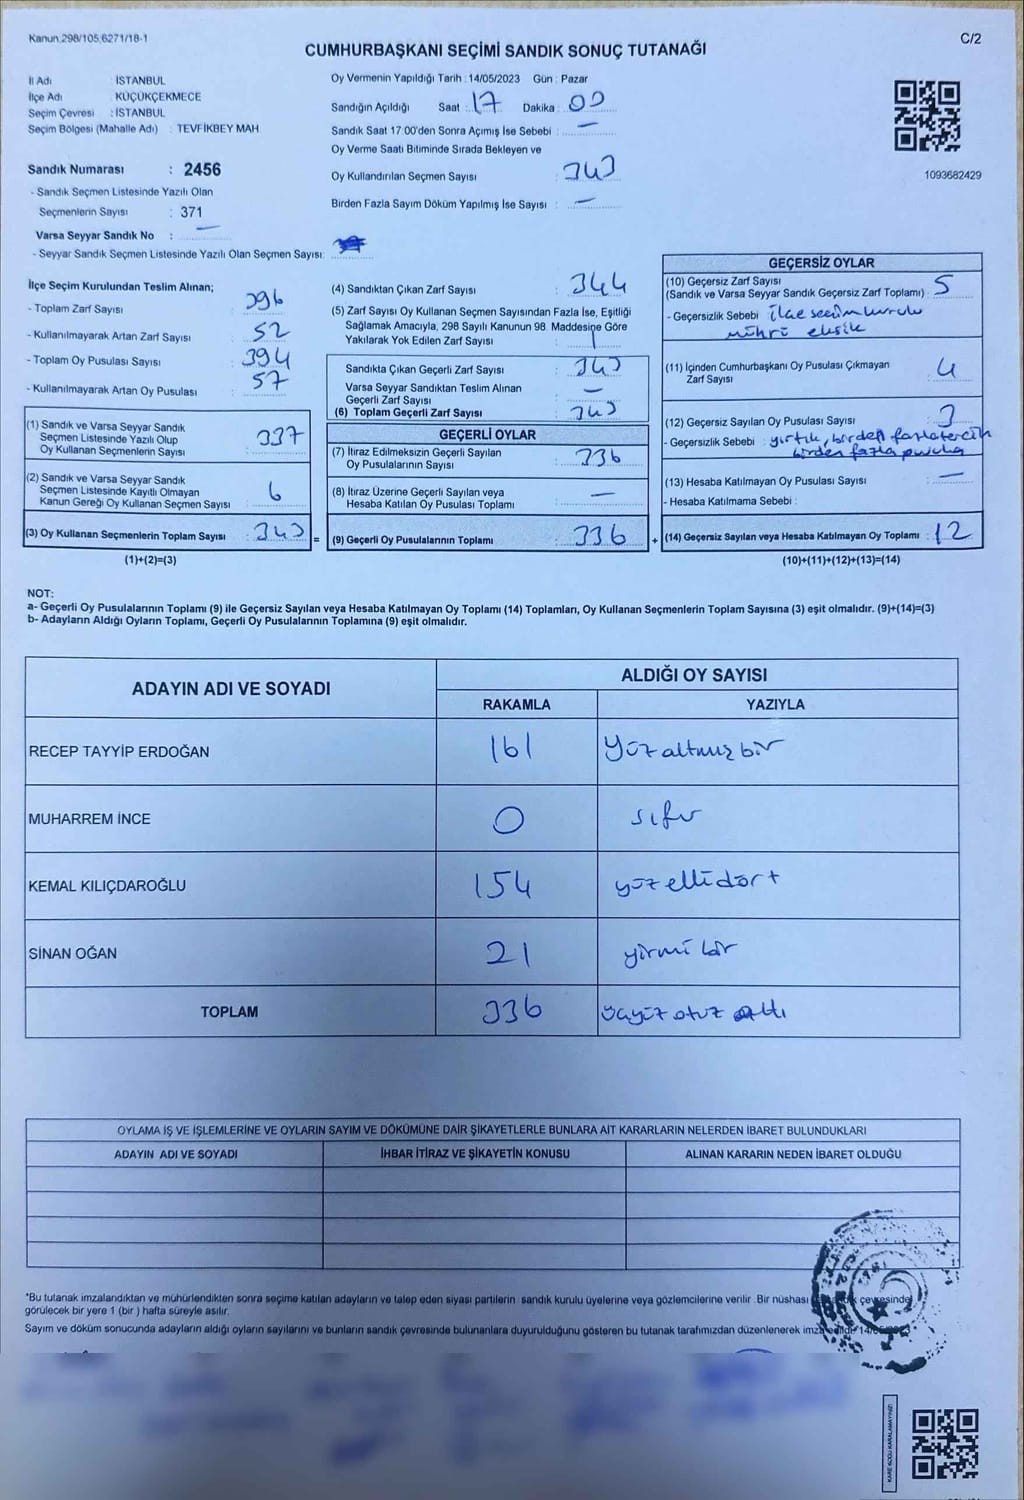 Kanun,298/105,6271/18-1
C/2
CUMHURBAŞKANI SEÇİMİ SANDIK SONUÇ TUTANAĞI
İl Adı : İSTANBUL
İlçe Adı : KÜÇÜKÇEKMECE
Seçim Çevresi : İSTANBUL
Seçim Bölgesi (Mahalle Adı) : TEVFİKBEY MAH
Sandık Numarası : 2456
- Sandık Seçmen Listesinde Yazılı Olan
Seçmenlerin Sayısı : 371
Varsa Seyyar Sandık No : —
- Seyyar Sandık Seçmen Listesinde Yazılı Olan Seçmen Sayısı:
Oy Vermenin Yapıldığı Tarih : 14/05/2023 Gün : Pazar
Sandığın Açıldığı Saat : 17 Dakika : 00
Sandık Saat 17:00'den Sonra Açımış İse Sebebi : —
Oy Verme Saati Bitiminde Sırada Bekleyen ve
Oy Kullandırılan Seçmen Sayısı : 343
Birden Fazla Sayım Döküm Yapılmış İse Sayısı : —
1093682429
İlçe Seçim Kurulundan Teslim Alınan;
- Toplam Zarf Sayısı : 396
- Kullanılmayarak Artan Zarf Sayısı : 52
- Toplam Oy Pusulası Sayısı : 394
- Kullanılmayarak Artan Oy Pusulası : 57
(1) Sandık ve Varsa Seyyar Sandık
Seçmen Listesinde Yazılı Olup
Oy Kullanan Seçmenlerin Sayısı : 337
(2) Sandık ve Varsa Seyyar Sandık
Seçmen Listesinde Kayıtlı Olmayan
Kanun Gereği Oy Kullanan Seçmen Sayısı : 6
(3) Oy Kullanan Seçmenlerin Toplam Sayısı : 343 =
(1)+(2)=(3)
(4) Sandıktan Çıkan Zarf Sayısı : 344
(5) Zarf Sayısı Oy Kullanan Seçmen Sayısından Fazla İse, Eşitliği
Sağlamak Amacıyla, 298 Sayılı Kanunun 98. Maddesine Göre
Yakılarak Yok Edilen Zarf Sayısı : 1
Sandıkta Çıkan Geçerli Zarf Sayısı : 343
Varsa Seyyar Sandıktan Teslim Alınan
Geçerli Zarf Sayısı : —
(6) Toplam Geçerli Zarf Sayısı : 343
GEÇERLİ OYLAR
(7) İtiraz Edilmeksizin Geçerli Sayılan
Oy Pusulalarının Sayısı : 336
(8) İtiraz Üzerine Geçerli Sayılan veya
Hesaba Katılan Oy Pusulası Toplamı : —
(9) Geçerli Oy Pusulalarının Toplamı : 336 +
GEÇERSİZ OYLAR
(10) Geçersiz Zarf Sayısı
(Sandık ve Varsa Seyyar Sandık Geçersiz Zarf Toplamı) : 5
- Geçersizlik Sebebi : ilçe seçim kurulu
mührü eksik
(11) İçinden Cumhurbaşkanı Oy Pusulası Çıkmayan
Zarf Sayısı : 4
(12) Geçersiz Sayılan Oy Pusulası Sayısı : 3
- Geçersizlik Sebebi : yırtık, birden fazla tercih
birden fazla pusula
(13) Hesaba Katılmayan Oy Pusulası Sayısı : —
- Hesaba Katılmama Sebebi :
(14) Geçersiz Sayılan veya Hesaba Katılmayan Oy Toplamı : 12
(10)+(11)+(12)+(13)=(14)
NOT:
a- Geçerli Oy Pusulalarının Toplamı (9) ile Geçersiz Sayılan veya Hesaba Katılmayan Oy Toplamı (14) Toplamları, Oy Kullanan Seçmenlerin Toplam Sayısına (3) eşit olmalıdır. (9)+(14)=(3)
b- Adayların Aldığı Oyların Toplamı, Geçerli Oy Pusulalarının Toplamına (9) eşit olmalıdır.
ADAYIN ADI VE SOYADI ALDIĞI OY SAYISI
RAKAMLA YAZIYLA
RECEP TAYYİP ERDOĞAN 161 Yüzaltmış bir
MUHARREM İNCE 0 sıfır
KEMAL KILIÇDAROĞLU 154 yüzellidört
SİNAN OĞAN 21 yirmi bir
TOPLAM 336 üçyüz otuz altı
OYLAMA İŞ VE İŞLEMLERİNE VE OYLARIN SAYIM VE DÖKÜMÜNE DAİR ŞİKAYETLERLE BUNLARA AİT KARARLARIN NELERDEN İBARET BULUNDUKLARI
ADAYIN ADI VE SOYADI İHBAR İTİRAZ VE ŞİKAYETİN KONUSU ALINAN KARARIN NEDEN İBARET OLDUĞU
*Bu tutanak imzalandıktan ve mühürlendikten sonra seçime katılan adayların ve talep eden siyasi partilerin sandık kurulu üyelerine veya gözlemcilerine verilir. Bir nüshası sandık çevresinde
görülecek bir yere 1 (bir ) hafta süreyle asılır.
Sayım ve döküm sonucunda adayların aldığı oyların sayılarını ve bunların sandık çevresinde bulunanlara duyurulduğunu gösteren bu tutanak tarafımızdan düzenlenerek imza edildi. 14/05/2023
KARE KODU KARALAMAYINIZ!